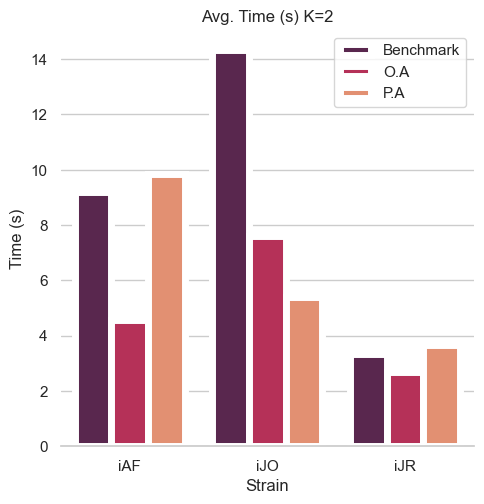 Avg. Time (s) K=2
Benchmark
O.A
P.A
Time (s)
14
12
10
8
6
4
2
0
iAF
iJO
iJR
Strain